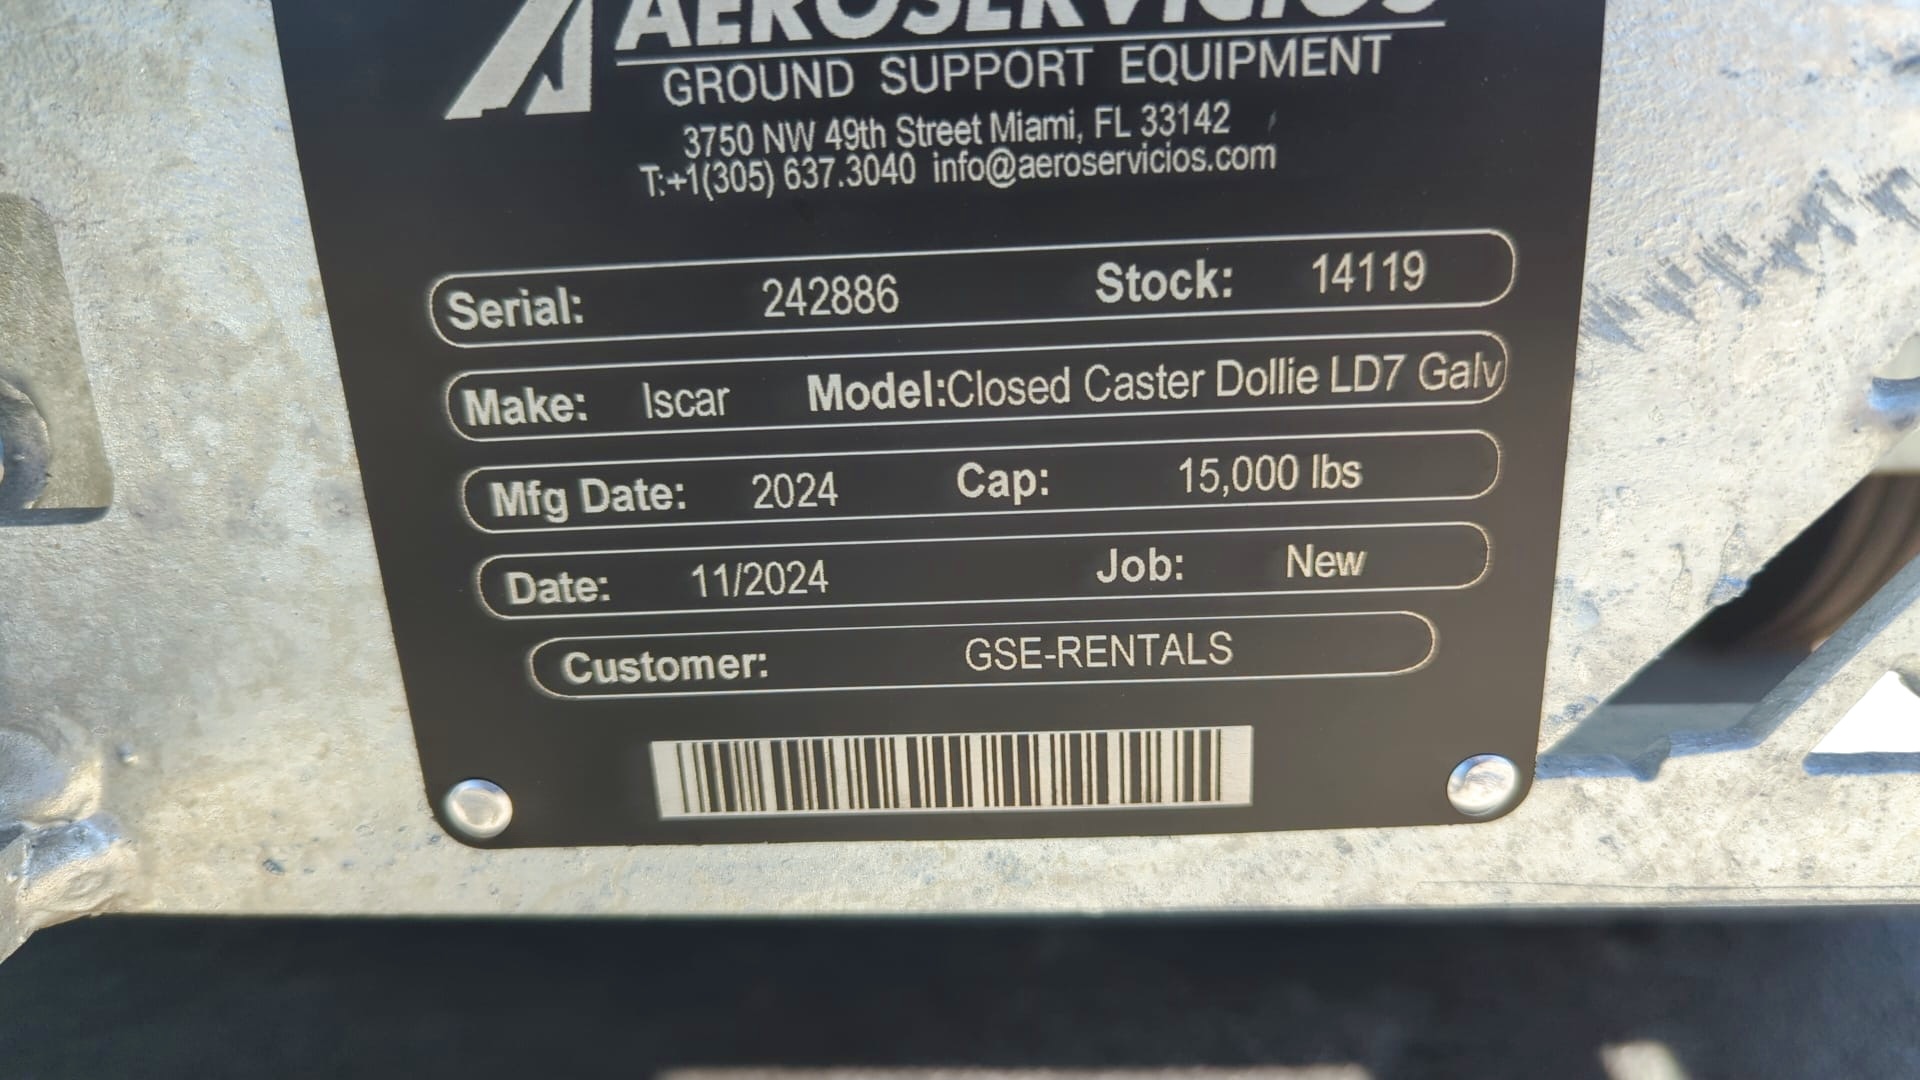 AEROSERVICIOS
GROUND SUPPORT EQUIPMENT
3750 NW 49th Street Miami, FL 33142
T:+1(305) 637.3040 info@aeroservicios.com
Serial: 242886 Stock: 14119
Make: Iscar Model:Closed Caster Dollie LD7 Galv
Mfg Date: 2024 Cap: 15,000 lbs
Date: 11/2024 Job: New
Customer: GSE-RENTALS